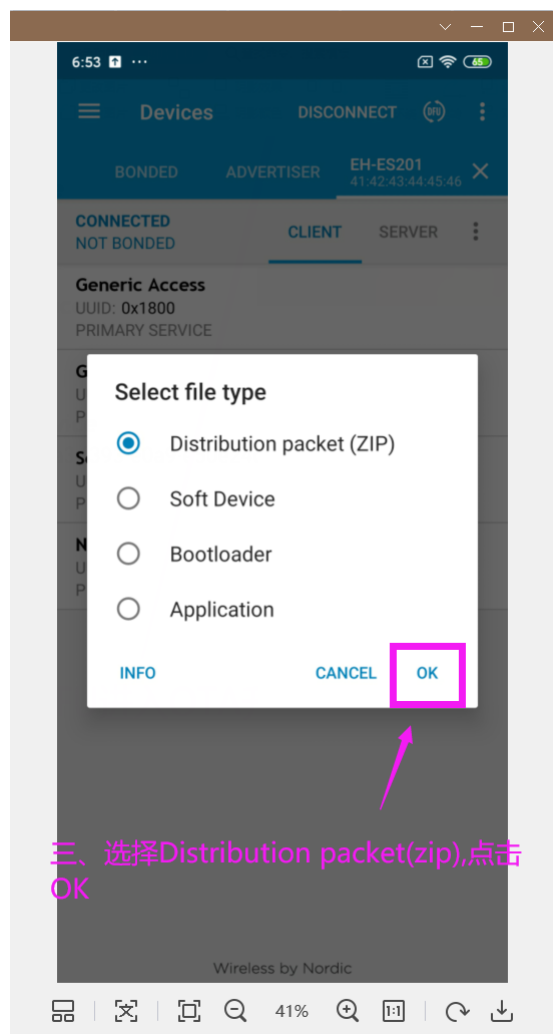 6:53
65
Devices
DISCONNECT
DFU
BONDED
ADVERTISER
EH-ES201
41:42:43:44:45:46
CONNECTED
NOT BONDED
CLIENT
SERVER
Generic Access
UUID: 0x1800
PRIMARY SERVICE
G
U
P
Select file type
Distribution packet (ZIP)
S
U
P
Soft Device
N
U
P
Bootloader
Application
INFO
CANCEL
OK
三、选择Distribution packet(zip),点击
OK
Wireless by Nordic
41%
1:1